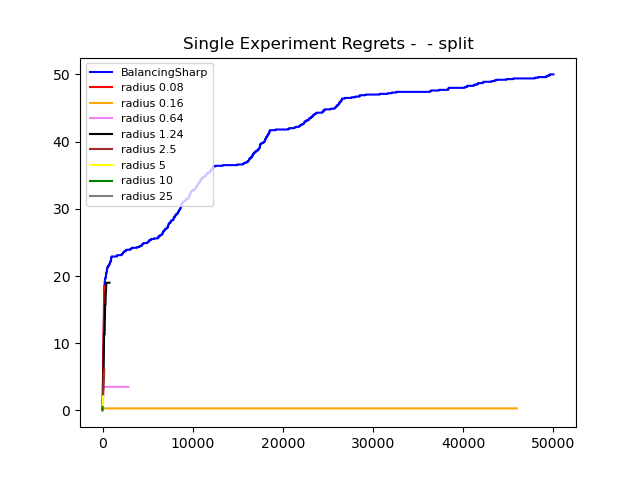 Single Experiment Regrets -  - split
BalancingSharp
radius 0.08
radius 0.16
radius 0.64
radius 1.24
radius 2.5
radius 5
radius 10
radius 25
50
40
30
20
10
0
0 10000 20000 30000 40000 50000